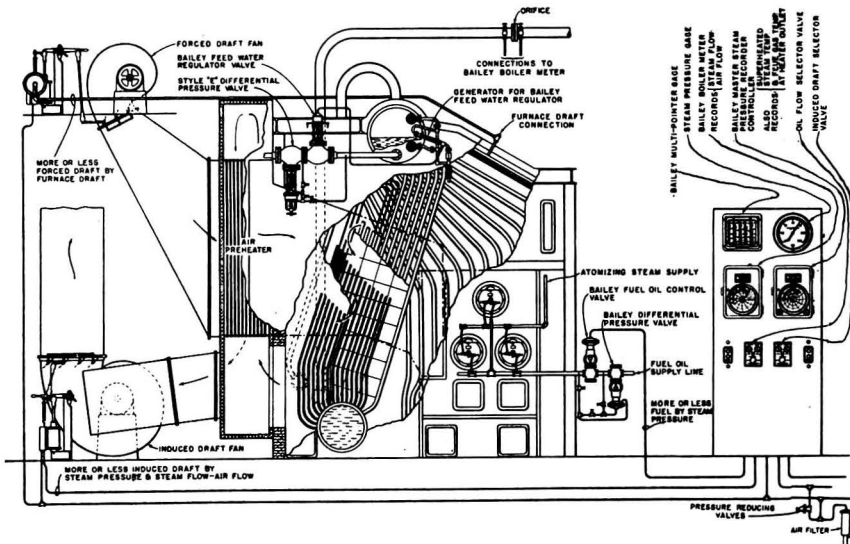 ORIFICE
FORCED DRAFT FAN
BAILEY FEED WATER
REGULATOR VALVE
STYLE "E" DIFFERENTIAL
PRESSURE VALVE
CONNECTIONS TO
BAILEY BOILER METER
GENERATOR FOR BAILEY
FEED WATER REGULATOR
FURNACE DRAFT
CONNECTION
MORE OR LESS
FORCED DRAFT BY
FURNACE DRAFT
AIR
PREHEATER
BAILEY MULTI-POINTER GAGE
STEAM PRESSURE GAGE
BAILEY BOILER METER
RECORDS {STEAM FLOW-
AIR FLOW
BAILEY MASTER STEAM
PRESSURE RECORDER
CONTROLLER
ALSO
RECORDS {SUPERHEATED
STEAM TEMP
FLUE GAS TEMP
AT HEATER OUTLET
OIL FLOW SELECTOR VALVE
INDUCED DRAFT SELECTOR
VALVE
ATOMIZING STEAM SUPPLY
BAILEY FUEL OIL CONTROL
VALVE
BAILEY DIFFERENTIAL
PRESSURE VALVE
FUEL OIL
SUPPLY LINE
MORE OR LESS
FUEL BY STEAM
PRESSURE
INDUCED DRAFT FAN
MORE OR LESS INDUCED DRAFT BY
STEAM PRESSURE & STEAM FLOW-AIR FLOW
PRESSURE REDUCING
VALVES
AIR FILTER